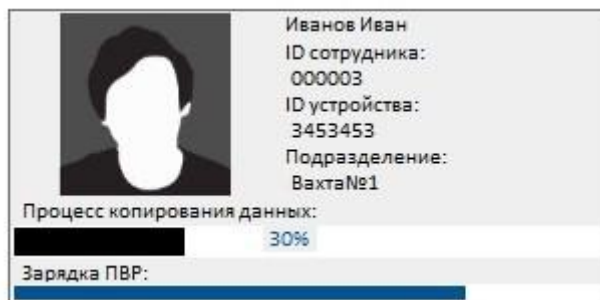 Иванов Иван
ID сотрудника:
000003
ID устройства:
3453453
Подразделение:
Вахта№1
Процесс копирования данных:
30%
Зарядка ПВР: